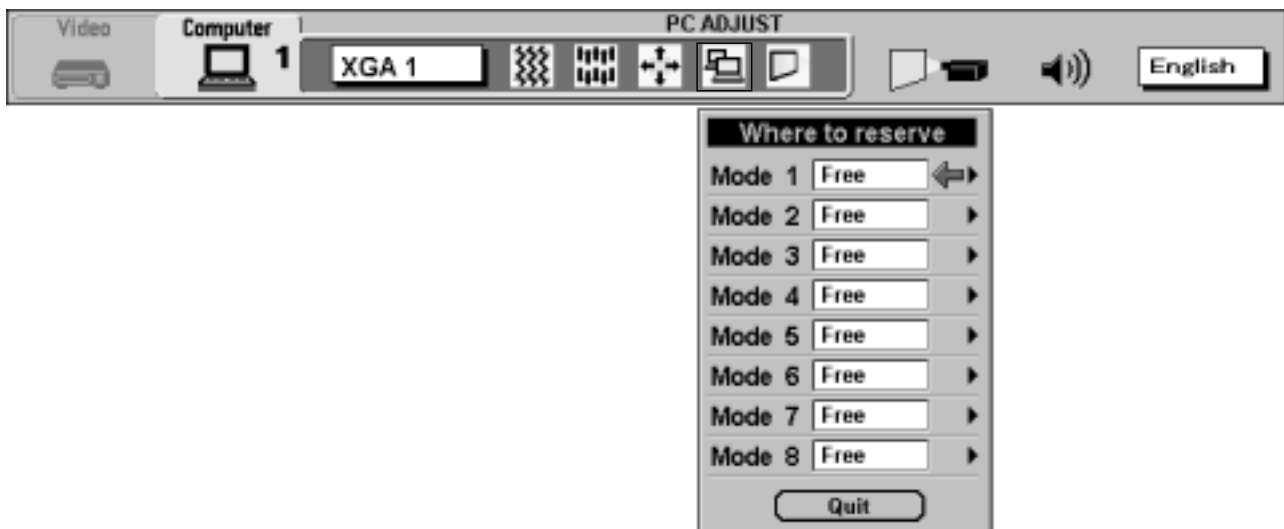 Video
Computer
1
PC ADJUST
XGA 1
English
Where to reserve
Mode 1 Free
Mode 2 Free
Mode 3 Free
Mode 4 Free
Mode 5 Free
Mode 6 Free
Mode 7 Free
Mode 8 Free
Quit